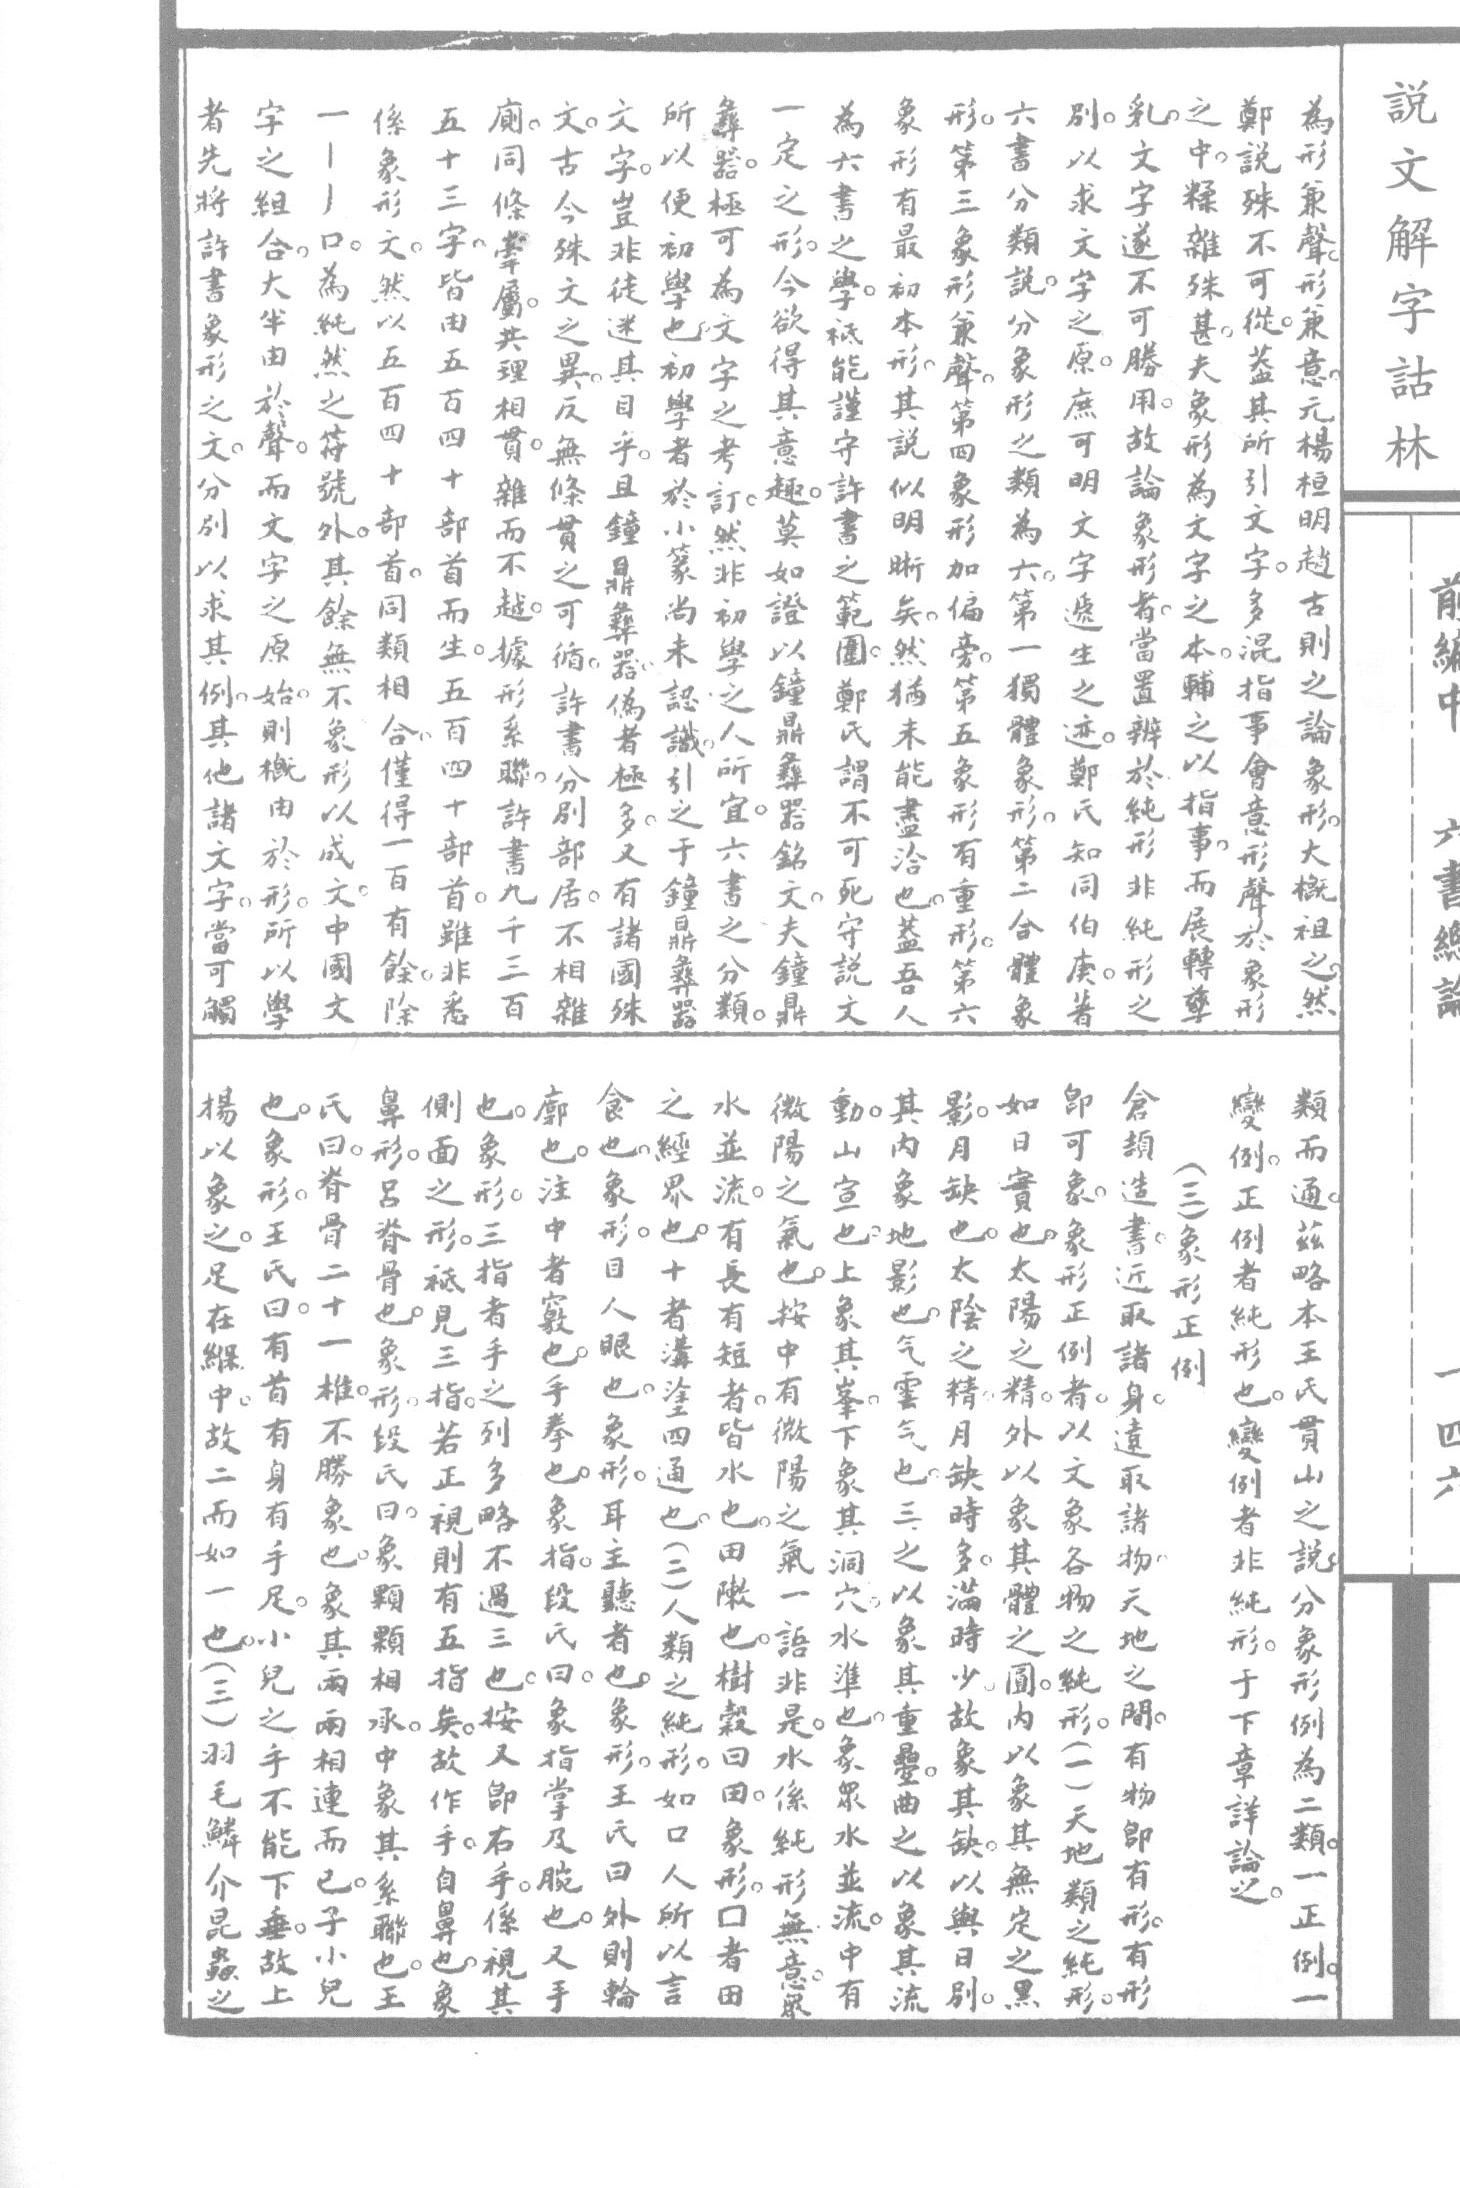 說文解字詁林
前編中　六書總論　一四六
為形兼聲。形兼意。元楊桓明趙古則之論象形。大概祖之。然
鄭說殊不可從。蓋其所引文字。多混指事會意形聲於象形
之中。糅雜殊甚。夫象形為文字之本。輔之以指事。而展轉孳
乳。文字遂不可勝用。故論象形者。當置辨於純形非純形之
別。以求文字之原。庶可明文字遞生之迹。鄭氏知同伯庚。著
六書分類說。分象形之類為六。第一獨體象形。第二合體象
形。第三象形兼聲。第四象形加偏旁。第五象形有重形。第六
象形有最初本形。其說似明晰矣。然猶未能盡洽也。蓋吾人
為六書之學。祗能謹守許書之範圍。鄭氏謂不可死守說文
一定之形。今欲得其意趣。莫如證以鐘鼎彝器銘文。夫鐘鼎
彝器。極可為文字之考訂。然非初學之人所宜。六書之分類。
所以便初學也。初學者於小篆尚未認識。引之于鐘鼎彝器
文字。豈非徒迷其目乎。且鐘鼎彝器。偽者極多。又有諸國殊
文。古今殊文之異。反無條貫之可循。許書分別部居。不相雜
廁。同條牽屬。共理相貫。雜而不越。據形系聯。許書九千三百
五十三字。皆由五百四十部首而生。五百四十部首。雖非悉
係象形文。然以五百四十部首。同類相合。僅得一百有餘。除
一丨丿口。為純然之符號外。其餘無不象形以成文。中國文
字之組合。大半由於聲。而文字之原始。則概由於形。所以學
者先將許書象形之文。分別以求其例。其他諸文字。當可觸
類而通。茲略本王氏貫山之說。分象形例為二類。一正例。一
變例。正例者純形也。變例者非純形。于下章詳論之。
（三）象形正例
倉頡造書。近取諸身。遠取諸物。天地之間。有物即有形。有形
即可象。象形正例者。以文象各物之純形。（一）天地類之純形。
如日實也。太陽之精。外以象其體之圓。內以象其無定之黑
影。月缺也。太陰之精。月缺時多。滿時少。故象其缺。以與日別。
其內象地影也。气雲气也。三之以象其重疊。曲之以象其流
動。山宣也。上象其峯。下象其洞穴。水準也。象眾水並流。中有
微陽之氣也。按中有微陽之氣一語非是。水係純形無意。眾
水並流。有長有短者。皆水也。田敶也。樹穀曰田。象形。囗者田
之經界也。十者溝塗四通也。（二）人類之純形。如口人所以言
食也。象形。目人眼也。象形。耳主聽者也。象形。王氏曰外則輪
廓也。注中者竅也。手拳也。象指。段氏曰。象指掌及腕也。又手
也。象形。三指者手之列多略不過三也。按又即右手。係視其
側面之形。祗見三指。若正視則有五指矣。故作手。自鼻也。象
鼻形。呂脊骨也。象形。段氏曰。象顆顆相承。中象其系聯也。王
氏曰。脊骨二十一椎。不勝象也。象其兩兩相連而已。子小兒
也。象形。王氏曰。有首有身有手足。小兒之手不能下垂。故上
揚以象之。足在緥中。故二而如一也。（三）羽毛鱗介昆蟲之